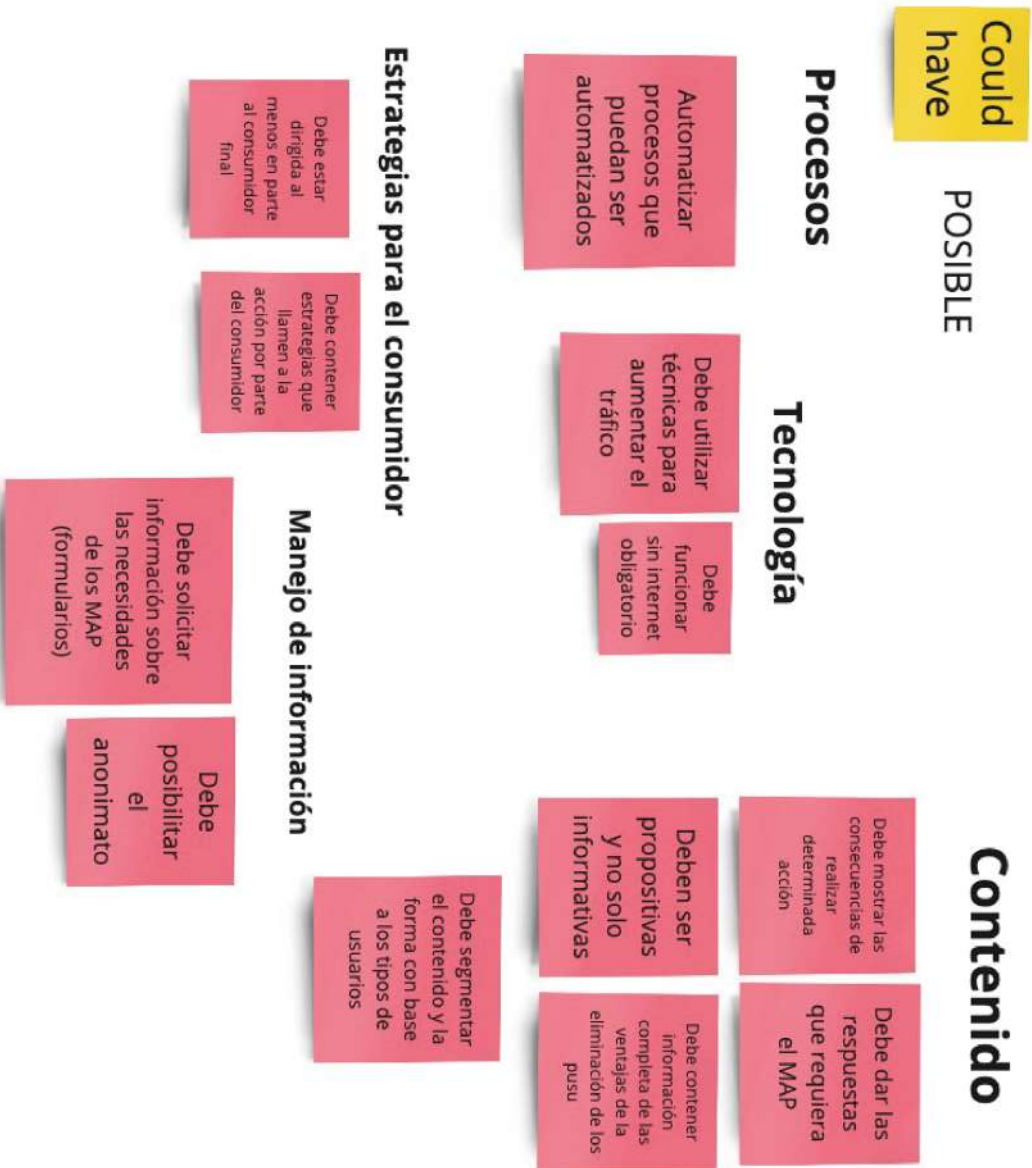 Could
have
POSIBLE
Procesos
Automatizar
procesos que
puedan ser
automatizados
Tecnología
Debe utilizar
técnicas para
aumentar el
tráfico
Debe
funcionar
sin internet
obligatorio
Contenido
Debe mostrar las
consecuencias de
realizar
determinada
acción
Debe dar las
respuestas
que requiera
el MAP
Deben ser
propositivas
y no solo
informativas
Debe contener
información
completa de las
ventajas de la
eliminación de los
pusu
Debe segmentar
el contenido y la
forma con base
a los tipos de
usuarios
Estrategias para el consumidor
Debe estar
dirigida al
menos en parte
al consumidor
final
Debe contener
estrategias que
llamen a la
acción por parte
del consumidor
Manejo de información
Debe solicitar
información sobre
las necesidades
de los MAP
(formularios)
Debe
posibilitar
el
anonimato